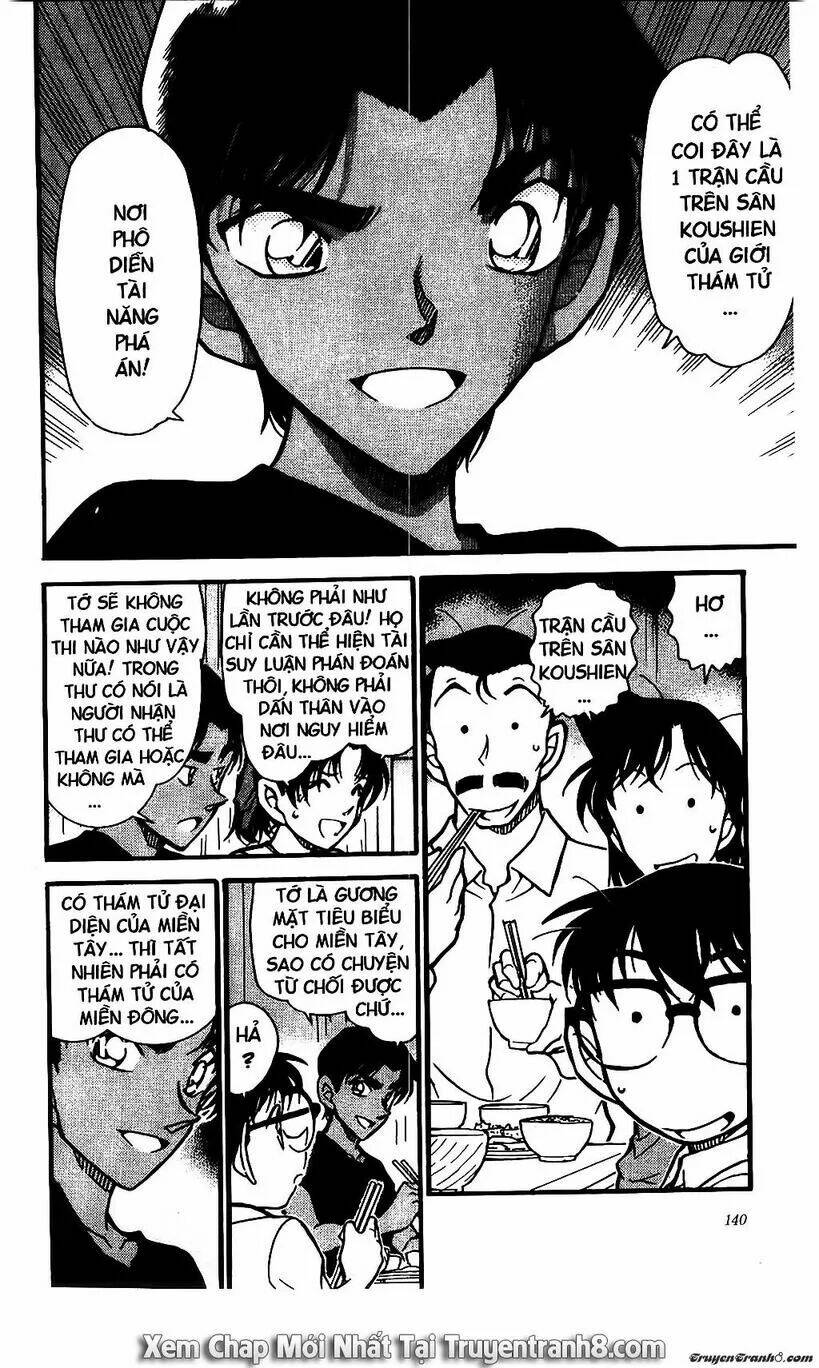 CÓ THỂ
COI ĐÂY LÀ
1 TRẬN CẦU
TRÊN SÂN
KOUSHIEN
CỦA GIỚI
THÁM TỬ
...
NƠI
PHÔ
DIỄN
TÀI
NĂNG
PHÁ
ÁN!
HƠ
...
TRẬN CẦU
TRÊN SÂN
KOUSHIEN
...
KHÔNG PHẢI NHƯ
LẦN TRƯỚC ĐÂU! HỌ
CHỈ CẦN THỂ HIỆN TÀI
SUY LUẬN PHÁN ĐOÁN
THÔI, KHÔNG PHẢI
DẤN THÂN VÀO
NƠI NGUY HIỂM
ĐÂU...
TỚ SẼ KHÔNG
THAM GIA CUỘC
THI NÀO NHƯ VẬY
NỮA! TRONG
THƯ CÓ NÓI LÀ
NGƯỜI NHẬN
THƯ CÓ THỂ
THAM GIA HOẶC
KHÔNG MÀ
...
TỚ LÀ GƯƠNG
MẶT TIÊU BIỂU
CHO MIỀN TÂY,
SAO CÓ CHUYỆN
TỪ CHỐI ĐƯỢC
CHỨ...
HẢ
?
CÓ THÁM TỬ ĐẠI
DIỆN CỦA MIỀN
TÂY... THÌ TẤT
NHIÊN PHẢI CÓ
THÁM TỬ CỦA
MIỀN ĐÔNG...
140
Xem Chap Mới Nhất Tại Truyentranh8.com
TruyenTranh8.com